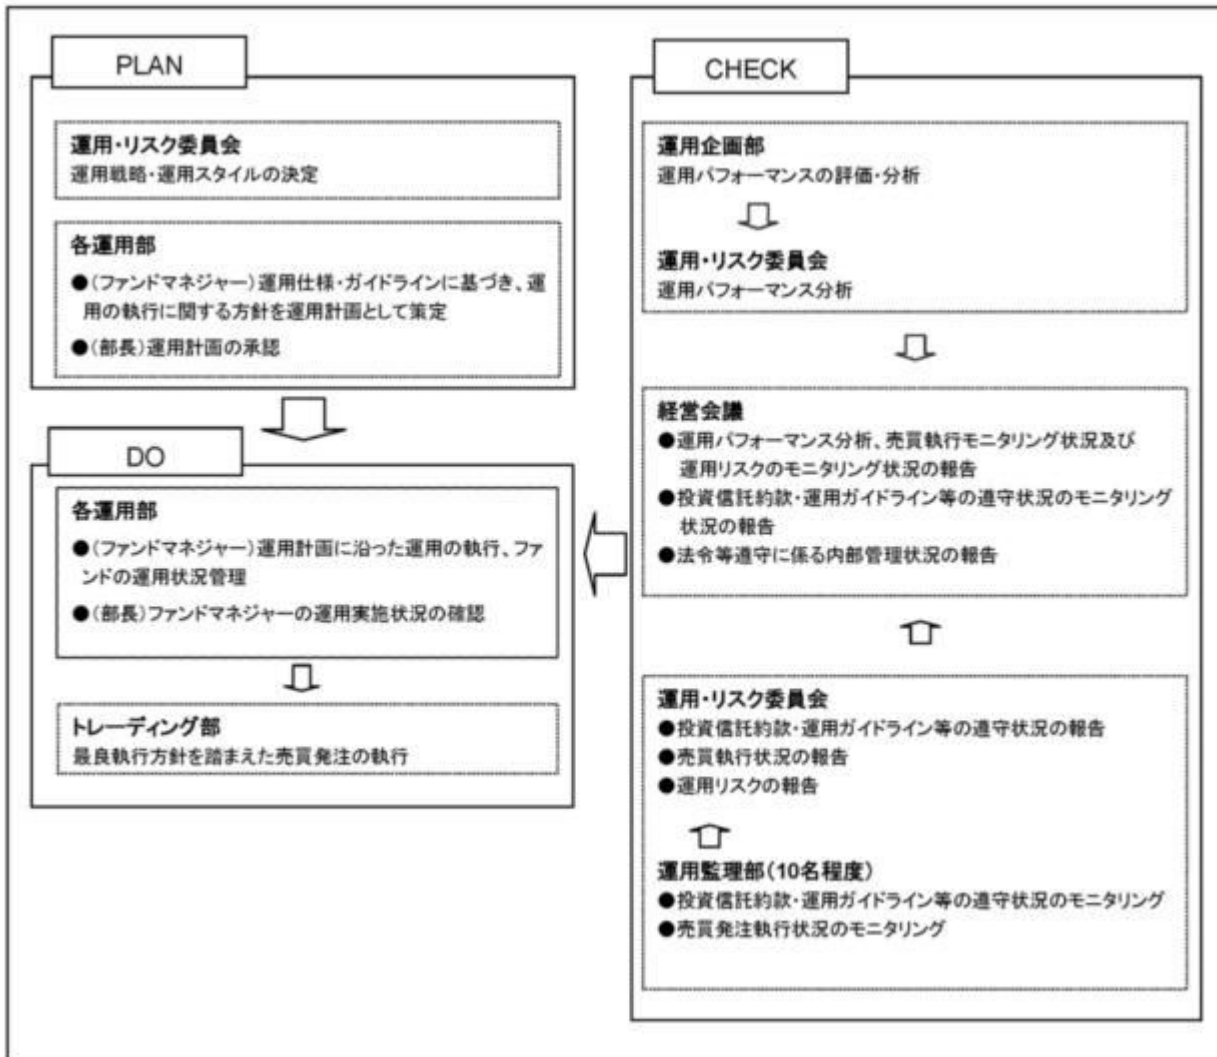 PLAN
運用・リスク委員会
運用戦略・運用スタイルの決定
各運用部
●(ファンドマネジャー)運用仕様・ガイドラインに基づき、運
用の執行に関する方針を運用計画として策定
●(部長)運用計画の承認
DO
各運用部
●(ファンドマネジャー)運用計画に沿った運用の執行、ファ
ンドの運用状況管理
●(部長)ファンドマネジャーの運用実施状況の確認
トレーディング部
最良執行方針を踏まえた売買発注の執行
CHECK
運用企画部
運用パフォーマンスの評価・分析
運用・リスク委員会
運用パフォーマンス分析
経営会議
●運用パフォーマンス分析、売買執行モニタリング状況及び
運用リスクのモニタリング状況の報告
●投資信託約款・運用ガイドライン等の遵守状況のモニタリング
状況の報告
●法令等遵守に係る内部管理状況の報告
運用・リスク委員会
●投資信託約款・運用ガイドライン等の遵守状況の報告
●売買執行状況の報告
●運用リスクの報告
運用監理部(10名程度)
●投資信託約款・運用ガイドライン等の遵守状況のモニタリング
●売買発注執行状況のモニタリング